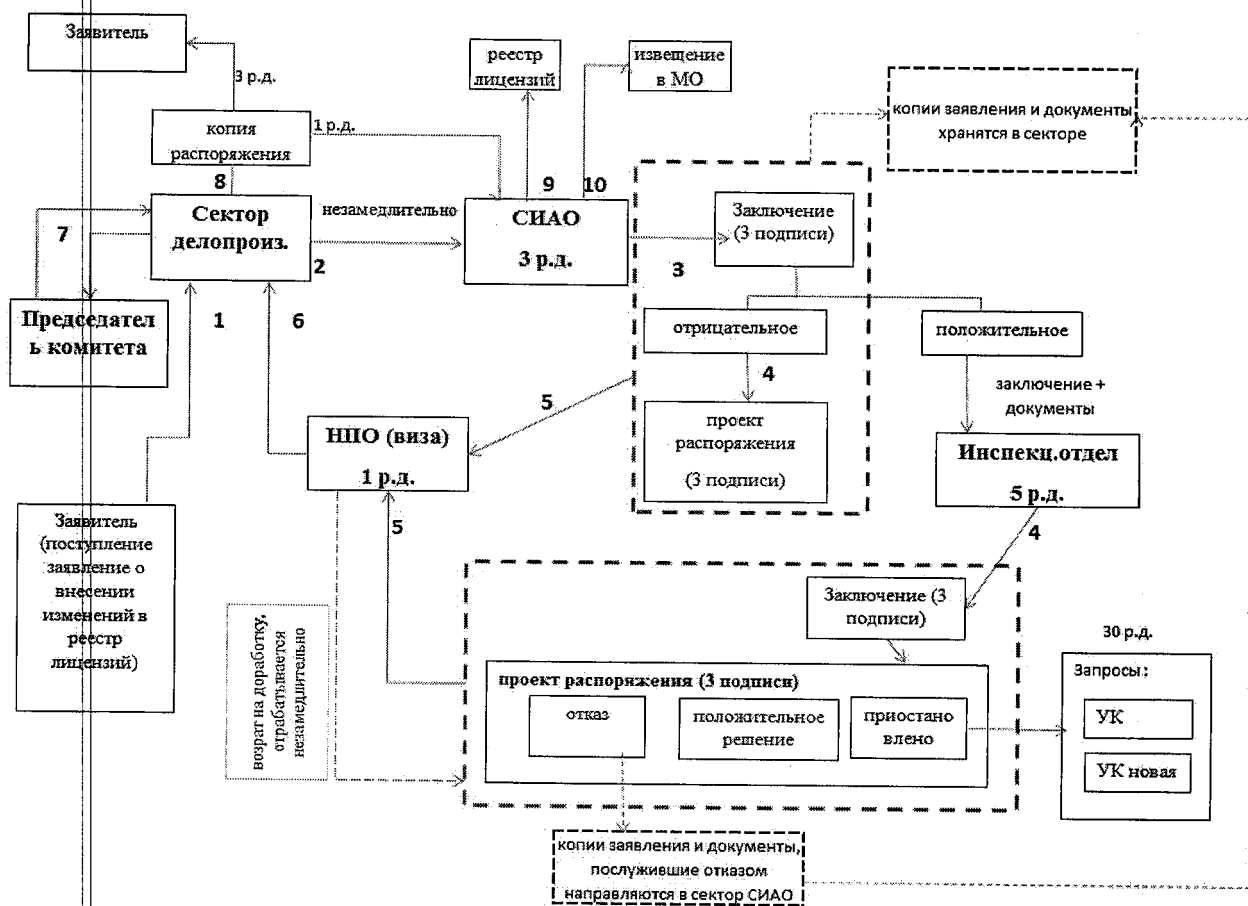 Заявитель
3 р.д.
копия
распоряжения
1 р.д.
8
реестр
лицензий
извещение
в МО
9
10
копии заявления и документы
хранятся в секторе
7
Сектор
делопроиз.
незамедлительно
2
СИАО
3 р.д.
3
Заключение
(3 подписи)
Председател
ь комитета
1
6
отрицательное
положительное
4
заключение +
документы
5
проект
распоряжения
(3 подписи)
НПО (виза)
1 р.д.
5
Инспекц.отдел
5 р.д.
4
Заявитель
(поступление
заявление о
внесении
изменений в
реестр
лицензий)
возрат на доработку,
отрабатывается
незамедлительно
Заключение (3
подписи)
проект распоряжения (3 подписи)
отказ
положительное
решение
приостано
влено
30 р.д.
Запросы:
УК
УК новая
копии заявления и документы,
послужившие отказом
направляются в сектор СИАО